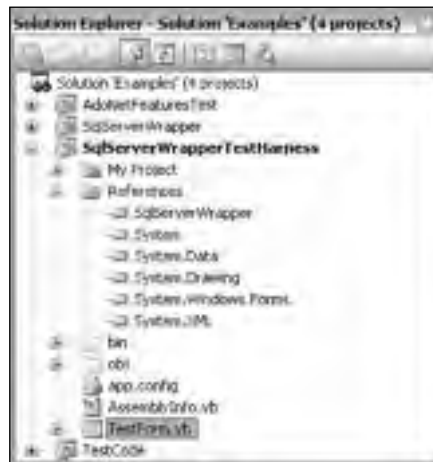 Solution Explorer - Solution 'Examples' (4 projects)
Solution 'Examples' (4 projects)
AdoNetFeaturesTest
SqlServerWrapper
SqlServerWrapperTestHarness
My Project
References
SqlServerWrapper
System
System.Data
System.Drawing
System.Windows.Forms
System.XML
bin
obj
app.config
AssemblyInfo.vb
TestForm.vb
TestCode